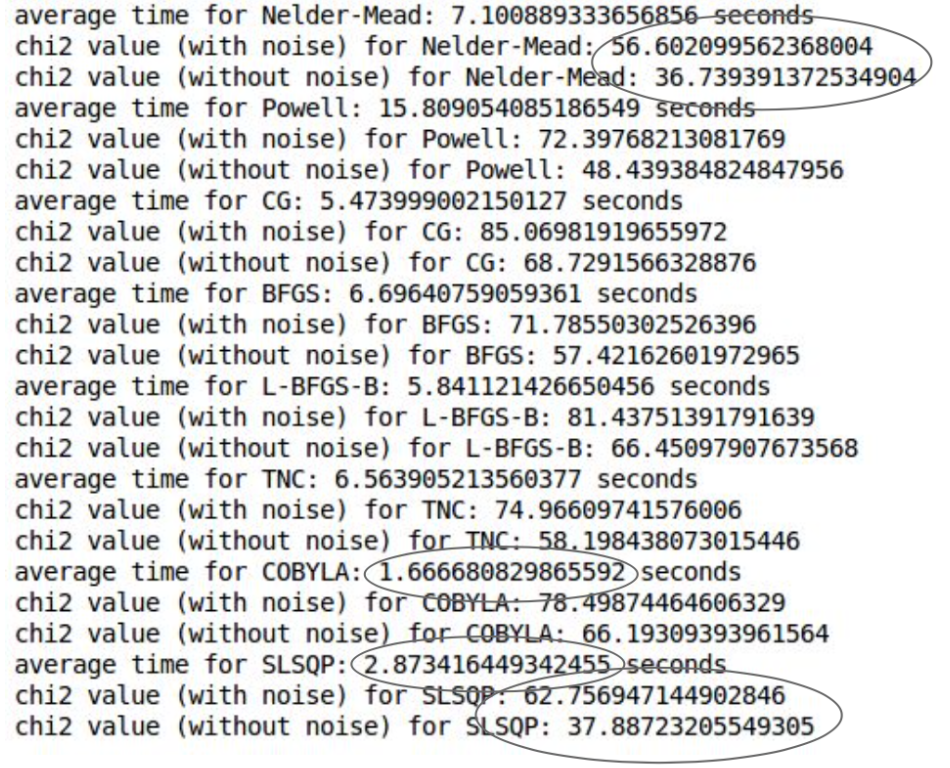 average time for Nelder-Mead: 7.100889333656856 seconds
chi2 value (with noise) for Nelder-Mead: 56.602099562368004
chi2 value (without noise) for Nelder-Mead: 36.739391372534904
average time for Powell: 15.809054085186549 seconds
chi2 value (with noise) for Powell: 72.39768213081769
chi2 value (without noise) for Powell: 48.439384824847956
average time for CG: 5.473999002150127 seconds
chi2 value (with noise) for CG: 85.06981919655972
chi2 value (without noise) for CG: 68.7291566328876
average time for BFGS: 6.69640759059361 seconds
chi2 value (with noise) for BFGS: 71.78550302526396
chi2 value (without noise) for BFGS: 57.42162601972965
average time for L-BFGS-B: 5.841121426650456 seconds
chi2 value (with noise) for L-BFGS-B: 81.43751391791639
chi2 value (without noise) for L-BFGS-B: 66.45097907673568
average time for TNC: 6.563905213560377 seconds
chi2 value (with noise) for TNC: 74.96609741576006
chi2 value (without noise) for TNC: 58.198438073015446
average time for COBYLA: 1.666680829865592 seconds
chi2 value (with noise) for COBYLA: 78.49874464606329
chi2 value (without noise) for COBYLA: 66.19309393961564
average time for SLSQP: 2.873416449342455 seconds
chi2 value (with noise) for SLSQP: 62.756947144902846
chi2 value (without noise) for SLSQP: 37.88723205549305